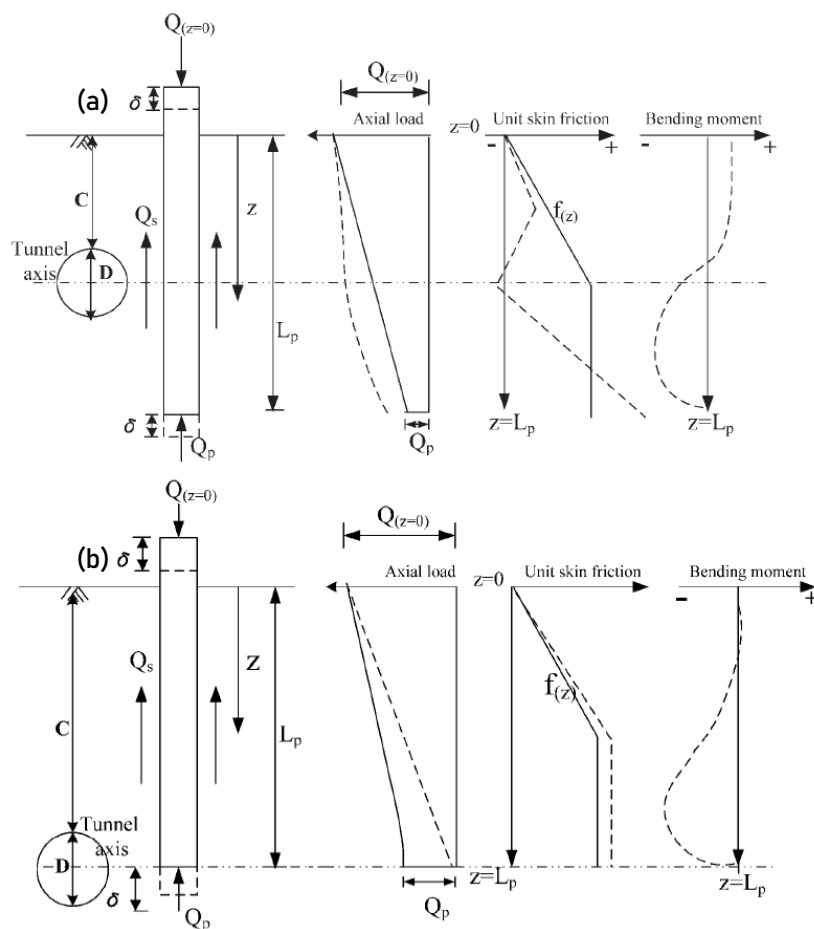 Q(z=0)
(a)
δ
Q(z=0)
Axial load
z=0
Unit skin friction
Bending moment
-
+
-
+
C
Qs
z
f(z)
Tunnel
axis
D
Lp
δ
Qp
Qp
z=Lp
z=Lp
Q(z=0)
(b)
δ
Q(z=0)
Axial load
z=0
Unit skin friction
Bending moment
-
+
Qs
z
f(z)
C
Lp
Tunnel
axis
D
δ
Qp
Qp
z=Lp
z=Lp